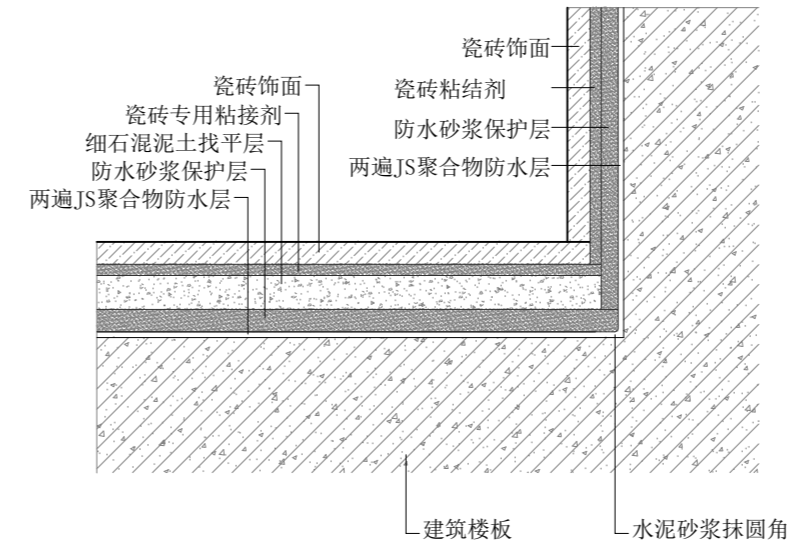 瓷砖饰面
瓷砖专用粘接剂
细石混泥土找平层
防水砂浆保护层
两遍JS聚合物防水层
瓷砖饰面
瓷砖粘结剂
防水砂浆保护层
两遍JS聚合物防水层
建筑楼板
水泥砂浆抹圆角